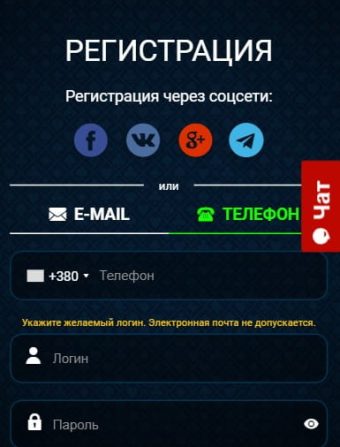 РЕГИСТРАЦИЯ
Регистрация через соцсети:
или
E-MAIL
ТЕЛЕФОН
Чат
+380 Телефон
Укажите желаемый логин. Электронная почта не допускается.
Логин
Пароль